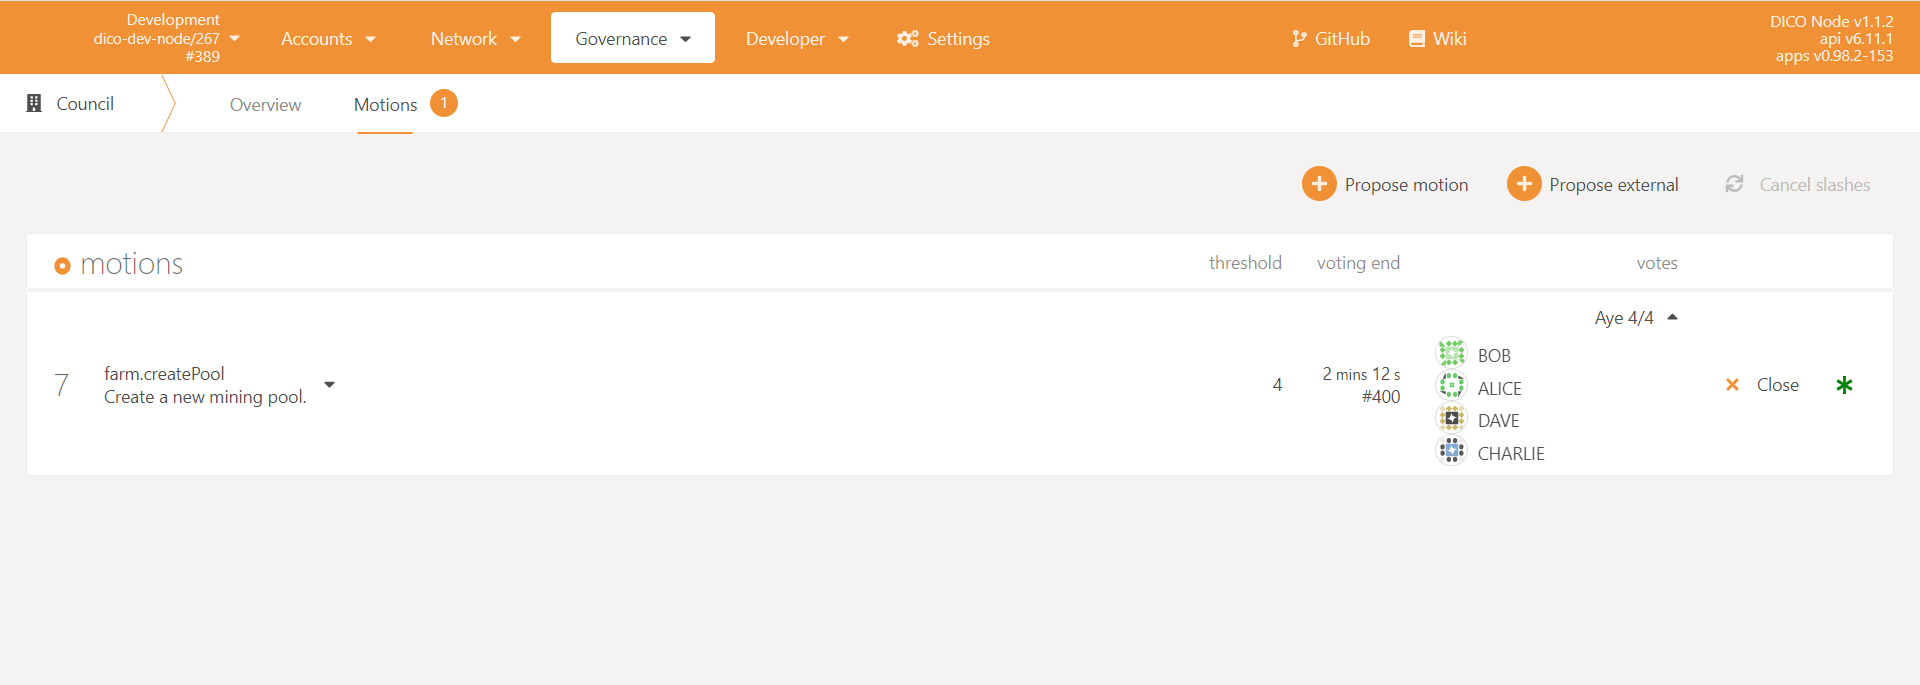 Development
dico-dev-node/267
#389
Accounts
Network
Governance
Developer
Settings
GitHub
Wiki
DICO Node v1.1.2
api v6.11.1
apps v0.98.2-153
Council
Overview
Motions
1
Propose motion
Propose external
Cancel slashes
motions
threshold
voting end
votes
Aye 4/4
7
farm.createPool
Create a new mining pool.
4
2 mins 12 s
#400
BOB
ALICE
DAVE
CHARLIE
Close